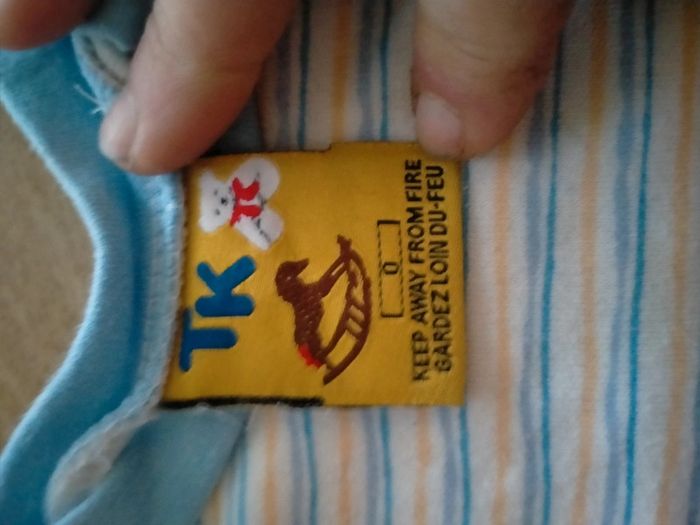 TK
0
KEEP AWAY FROM FIRE
GARDEZ LOIN DU-FEU